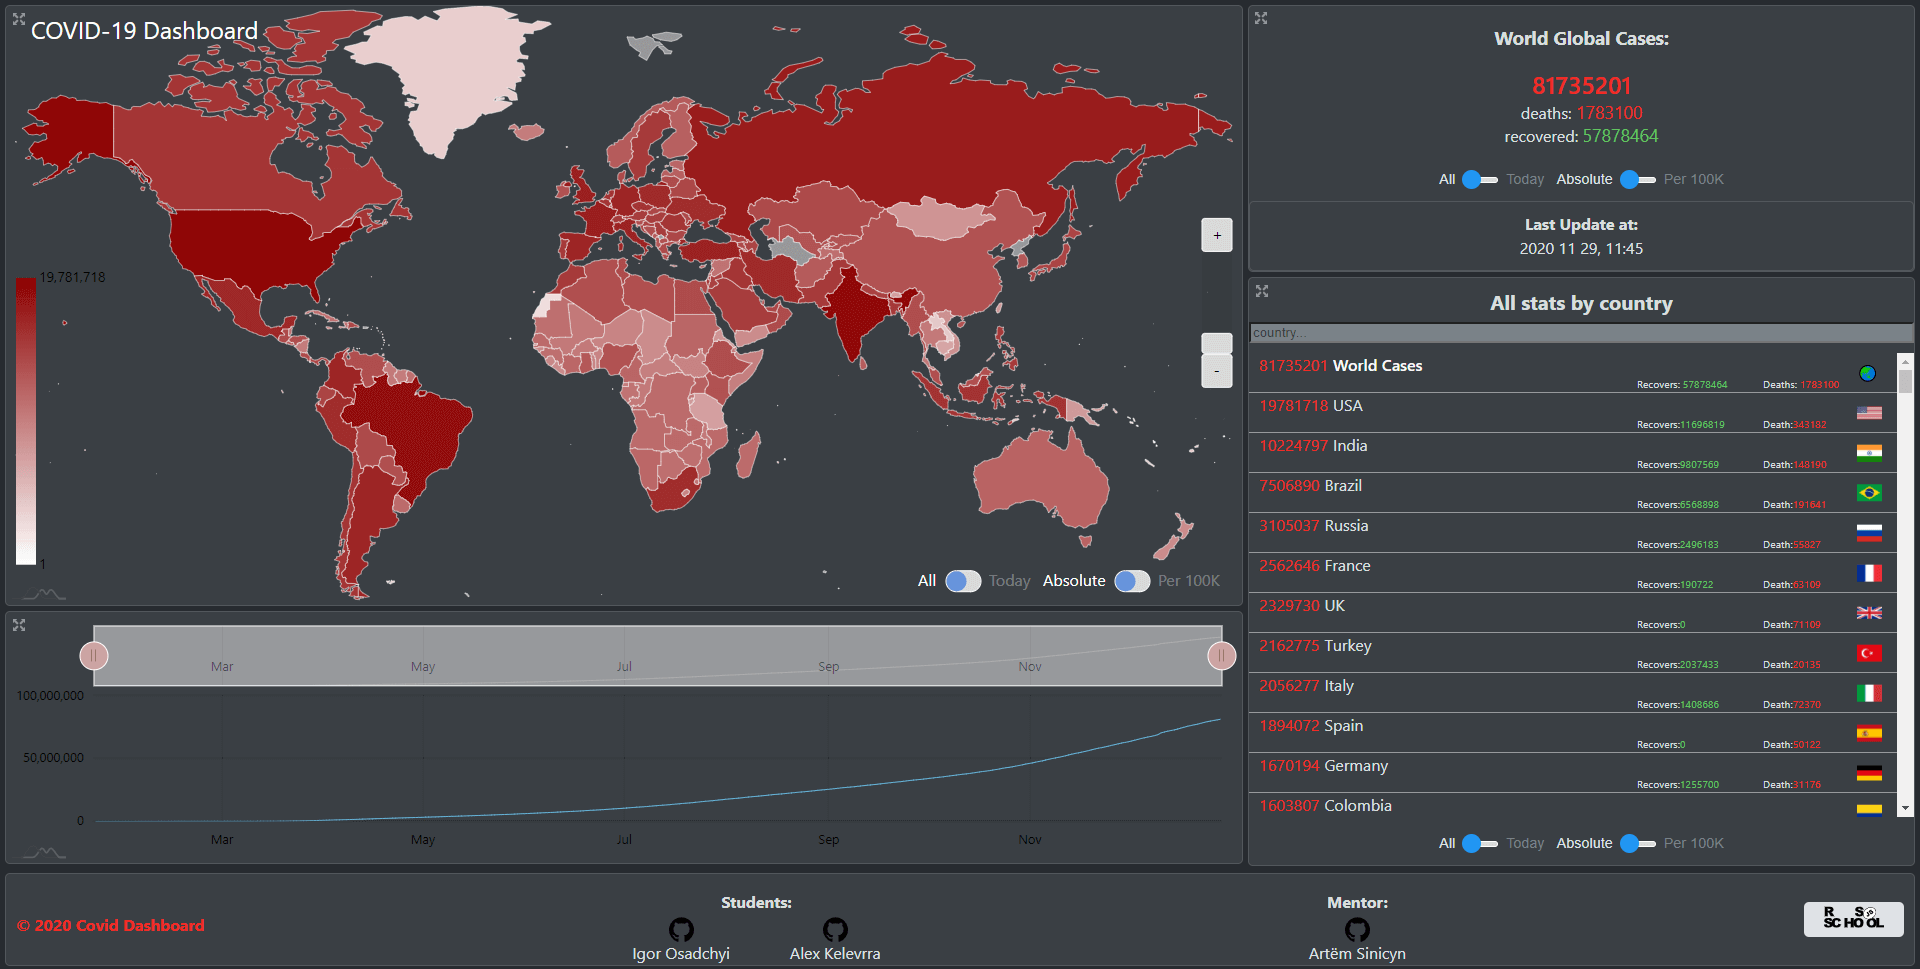 COVID-19 Dashboard
19,781,718
1
+
-
All Today Absolute Per 100K
Mar May Jul Sep Nov
100,000,000
50,000,000
0
Mar May Jul Sep Nov
World Global Cases:
81735201
deaths: 1783100
recovered: 57878464
All Today Absolute Per 100K
Last Update at:
2020 11 29, 11:45
All stats by country
country...
81735201 World Cases
Recovers: 57878464 Deaths: 1783100
19781718 USA
Recovers:11696819 Death:343182
10224797 India
Recovers:9807569 Death:148190
7506890 Brazil
Recovers:6568898 Death:191641
3105037 Russia
Recovers:2496183 Death:55827
2562646 France
Recovers:190722 Death:63109
2329730 UK
Recovers:0 Death:71109
2162775 Turkey
Recovers:2037433 Death:20135
2056277 Italy
Recovers:1408686 Death:72370
1894072 Spain
Recovers:0 Death:50122
1670194 Germany
Recovers:1255700 Death:31176
1603807 Colombia
All Today Absolute Per 100K
© 2020 Covid Dashboard
Students:
Igor Osadchyi Alex Kelevrra
Mentor:
Artëm Sinicyn
R S
SCHOOL